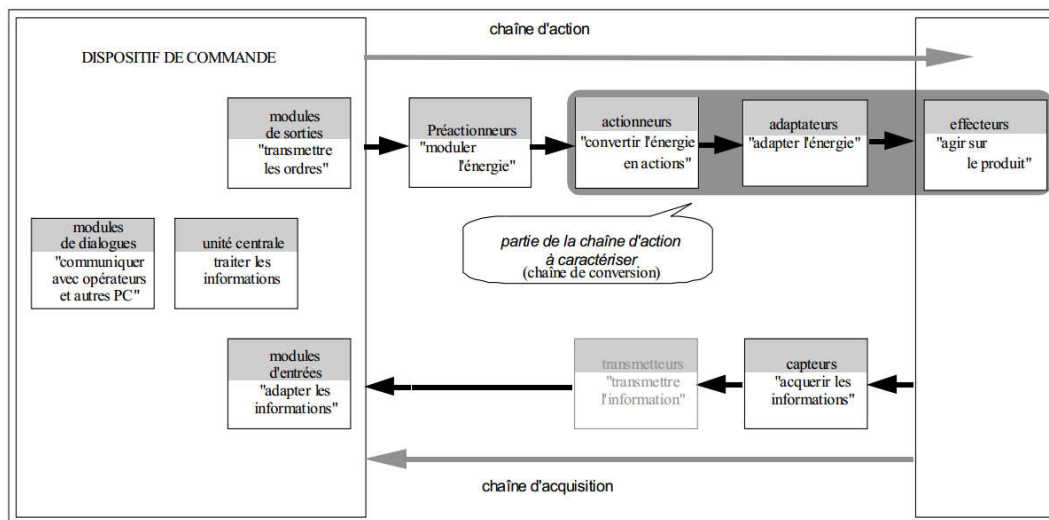 chaîne d'action
DISPOSITIF DE COMMANDE
modules
de sorties
"transmettre
les ordres"
Préactionneurs
"moduler
l'énergie"
actionneurs
"convertir l'énergie
en actions"
adaptateurs
"adapter l'énergie"
effecteurs
"agir sur
le produit"
modules
de dialogues
"communiquer
avec opérateurs
et autres PC"
unité centrale
traiter les
informations
partie de la chaîne d'action
à caractériser
(chaîne de conversion)
modules
d'entrées
"adapter les
informations"
transmetteurs
"transmettre
l'information"
capteurs
"acquerir les
informations"
chaîne d'acquisition